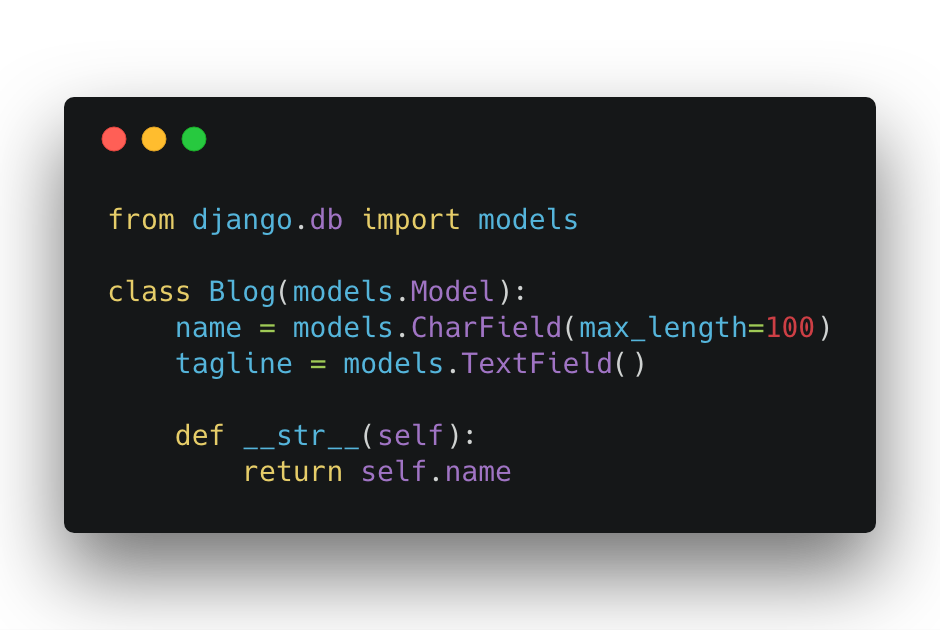 from django.db import models

class Blog(models.Model):
    name = models.CharField(max_length=100)
    tagline = models.TextField()

    def __str__(self):
        return self.name